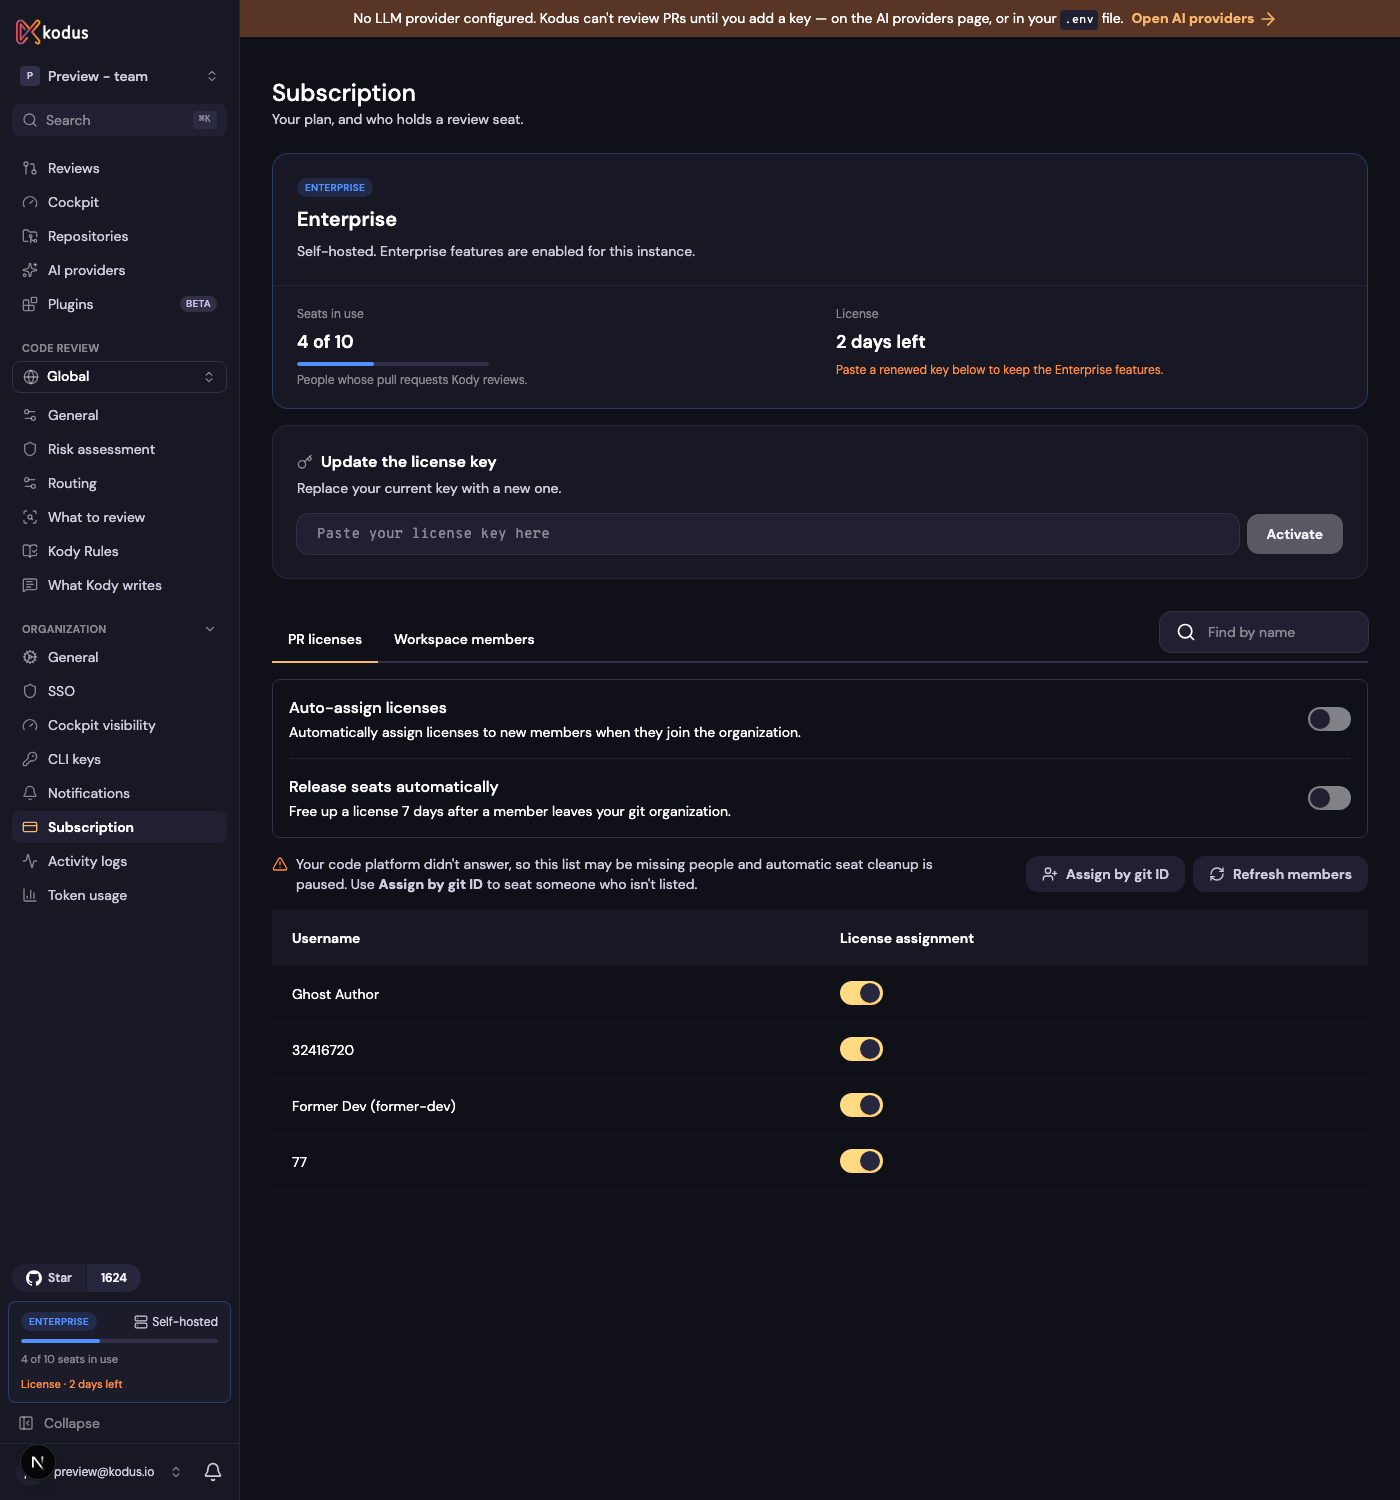 kodus
No LLM provider configured. Kodus can't review PRs until you add a key — on the AI providers page, or in your .env file. Open AI providers
P Preview - team
Search ⌘K
Reviews
Cockpit
Repositories
AI providers
Plugins BETA
CODE REVIEW
Global
General
Risk assessment
Routing
What to review
Kody Rules
What Kody writes
ORGANIZATION
General
SSO
Cockpit visibility
CLI keys
Notifications
Subscription
Activity logs
Token usage
Star 1624
ENTERPRISE Self-hosted
4 of 10 seats in use
License · 2 days left
Collapse
N preview@kodus.io
Subscription
Your plan, and who holds a review seat.
ENTERPRISE
Enterprise
Self-hosted. Enterprise features are enabled for this instance.
Seats in use
4 of 10
People whose pull requests Kody reviews.
License
2 days left
Paste a renewed key below to keep the Enterprise features.
Update the license key
Replace your current key with a new one.
Paste your license key here
Activate
PR licenses
Workspace members
Find by name
Auto-assign licenses
Automatically assign licenses to new members when they join the organization.
Release seats automatically
Free up a license 7 days after a member leaves your git organization.
Your code platform didn't answer, so this list may be missing people and automatic seat cleanup is
paused. Use Assign by git ID to seat someone who isn't listed.
Assign by git ID
Refresh members
Username License assignment
Ghost Author
32416720
Former Dev (former-dev)
77